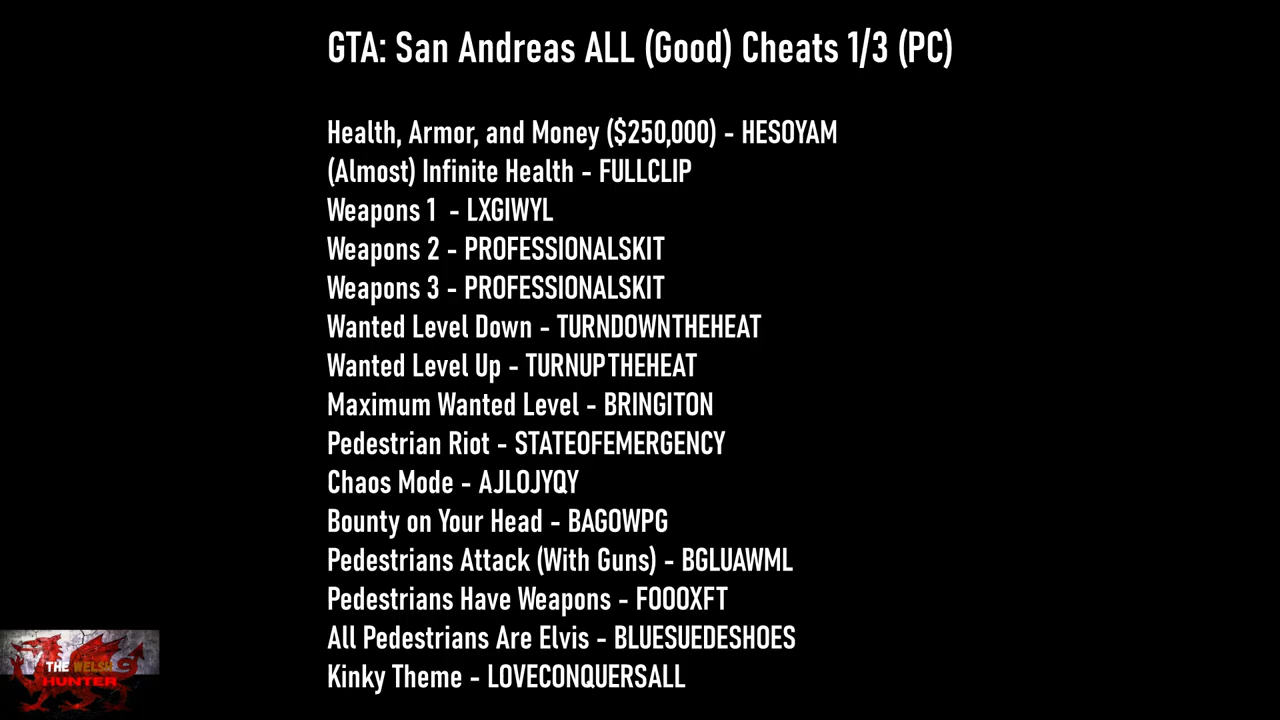 GTA: San Andreas ALL (Good) Cheats 1/3 (PC)
Health, Armor, and Money ($250,000) - HESOYAM
(Almost) Infinite Health - FULLCLIP
Weapons 1 - LXGIWYL
Weapons 2 - PROFESSIONALSKIT
Weapons 3 - PROFESSIONALSKIT
Wanted Level Down - TURNDOWNTHEHEAT
Wanted Level Up - TURNUPTHEHEAT
Maximum Wanted Level - BRINGITON
Pedestrian Riot - STATEOFEMERGENCY
Chaos Mode - AJLOJYQY
Bounty on Your Head - BAGOWPG
Pedestrians Attack (With Guns) - BGLUAWML
Pedestrians Have Weapons - FOOOXFT
All Pedestrians Are Elvis - BLUESUEDESHOES
Kinky Theme - LOVECONQUERSALL
THE WELSH
HUNTER